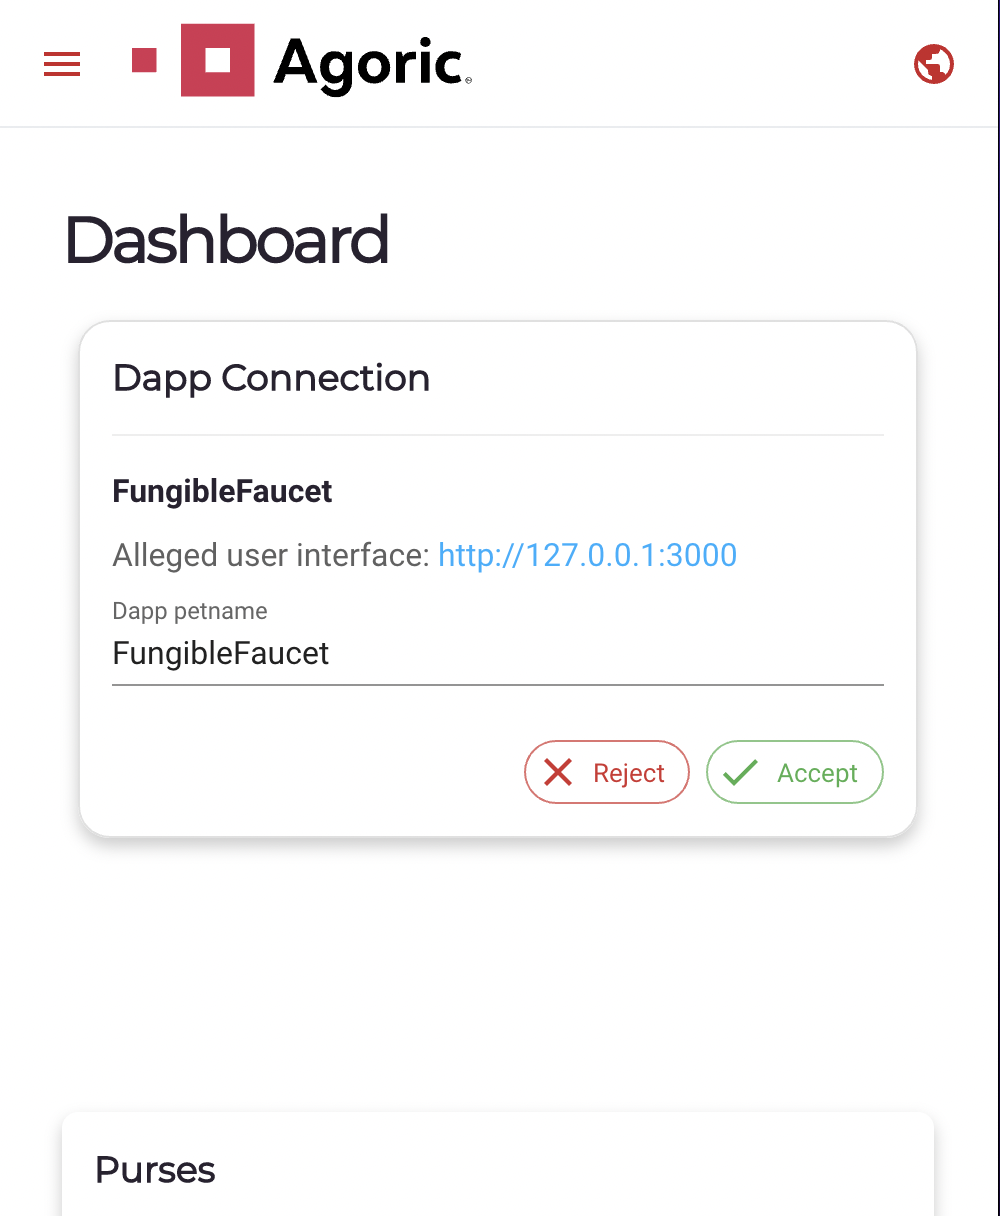 Agoric
Dashboard
Dapp Connection
FungibleFaucet
Alleged user interface: http://127.0.0.1:3000
Dapp petname
FungibleFaucet
Reject
Accept
Purses